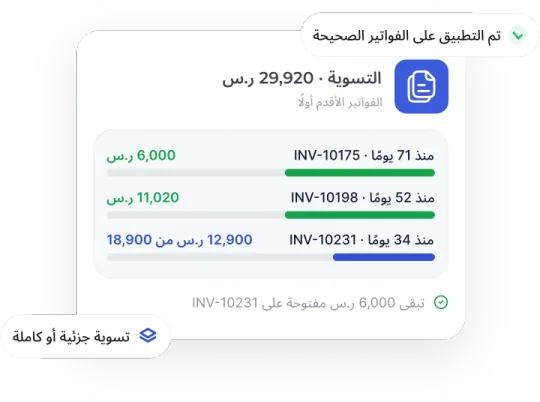 تم التطبيق على الفواتير الصحيحة
التسوية · 29,920 ر.س
الفواتير الأقدم أولًا
منذ 71 يومًا · INV-10175 6,000 ر.س
منذ 52 يومًا · INV-10198 11,020 ر.س
منذ 34 يومًا · INV-10231 12,900 ر.س من 18,900
تبقى 6,000 ر.س مفتوحة على INV-10231
تسوية جزئية أو كاملة